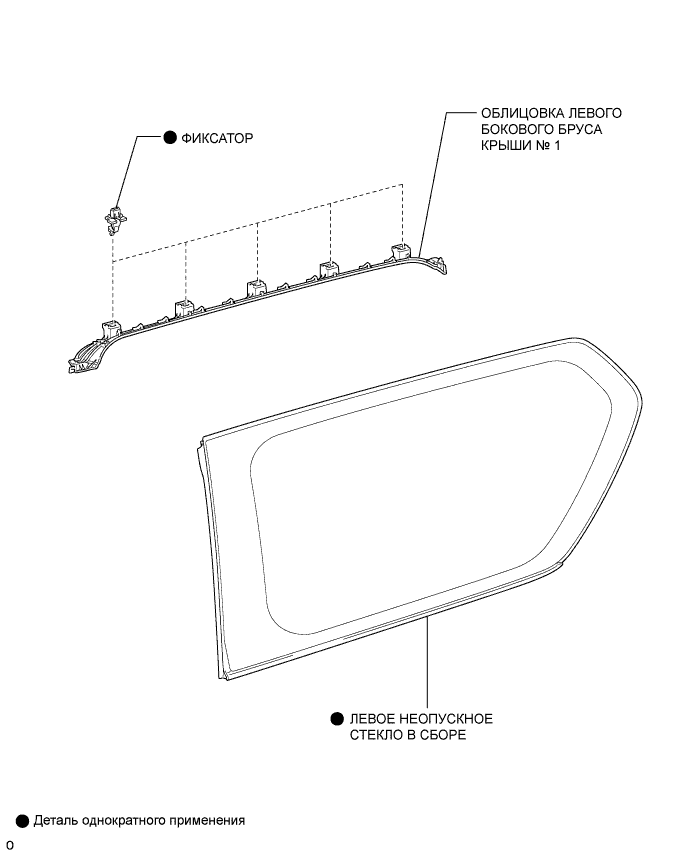 ОБЛИЦОВКА ЛЕВОГО
БОКОВОГО БРУСА
КРЫШИ № 1
ФИКСАТОР
ЛЕВОЕ НЕОПУСКНОЕ
СТЕКЛО В СБОРЕ
Деталь однократного применения
O